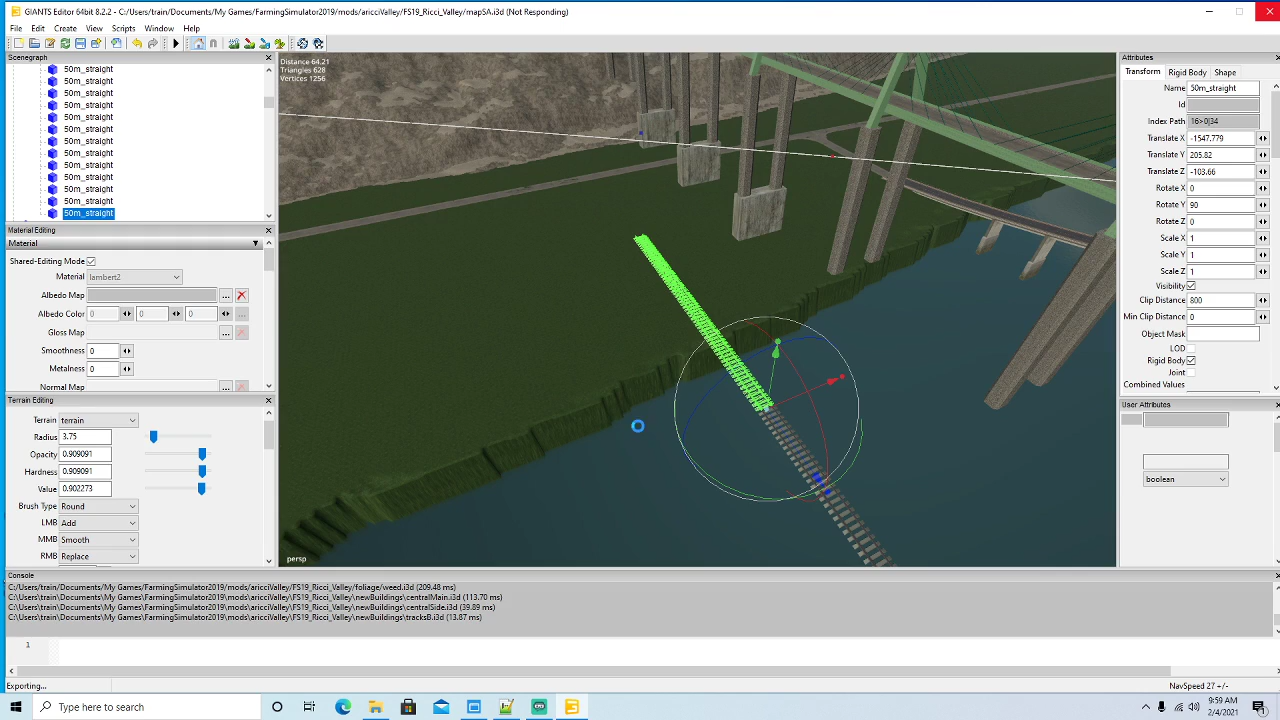 GIANTS Editor 64bit 8.2.2 - C:/Users/train/Documents/My Games/FarmingSimulator2019/mods/aricciValley/FS19_Ricci_Valley/mapSA.i3d (Not Responding)
File Edit Create View Scripts Window Help
Scenegraph
50m_straight
50m_straight
50m_straight
50m_straight
50m_straight
50m_straight
50m_straight
50m_straight
50m_straight
50m_straight
50m_straight
50m_straight
50m_straight
Material Editing
Material
Shared-Editing Mode
Material lambert2
Albedo Map ...
Albedo Color 0 0 0 ...
Gloss Map ...
Smoothness 0
Metalness 0
Normal Map ...
Terrain Editing
Terrain terrain
Radius 3.75
Opacity 0.909091
Hardness 0.909091
Value 0.902273
Brush Type Round
LMB Add
MMB Smooth
RMB Replace
Distance 64.21
Triangles 628
Vertices 1256
persp
Attributes
Transform Rigid Body Shape
Name 50m_straight
Id
Index Path 16>0|34
Translate X -1547.779
Translate Y 205.82
Translate Z -103.66
Rotate X 0
Rotate Y 90
Rotate Z 0
Scale X 1
Scale Y 1
Scale Z 1
Visibility
Clip Distance 800
Min Clip Distance 0
Object Mask
LOD
Rigid Body
Joint
Combined Values
User Attributes
boolean
Console
C:/Users/train/Documents/My Games/FarmingSimulator2019/mods/aricciValley/FS19_Ricci_Valley/foliage/weed.i3d (209.48 ms)
C:\Users\train\Documents\My Games\FarmingSimulator2019\mods\aricciValley\FS19_Ricci_Valley\newBuildings\centralMain.i3d (113.70 ms)
C:\Users\train\Documents\My Games\FarmingSimulator2019\mods\aricciValley\FS19_Ricci_Valley\newBuildings\centralSide.i3d (39.89 ms)
C:\Users\train\Documents\My Games\FarmingSimulator2019\mods\aricciValley\FS19_Ricci_Valley\newBuildings\tracksB.i3d (13.87 ms)
1
Exporting...
NavSpeed 27 +/-
Type here to search
9:59 AM
2/4/2021